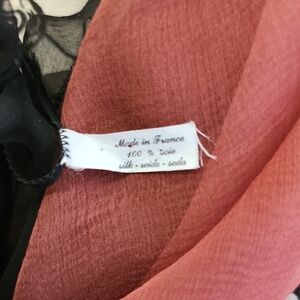 Made in France
100 % soie
silk - seide - seda